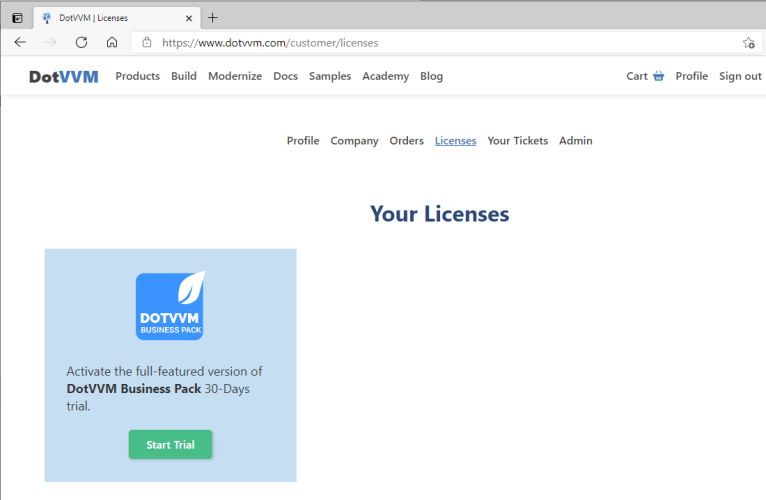 DotVVM | Licenses
https://www.dotvvm.com/customer/licenses
DotVVM Products Build Modernize Docs Samples Academy Blog Cart Profile Sign out
Profile Company Orders Licenses Your Tickets Admin
Your Licenses
DOTVVM
BUSINESS PACK
Activate the full-featured version of
DotVVM Business Pack 30-Days
trial.
Start Trial